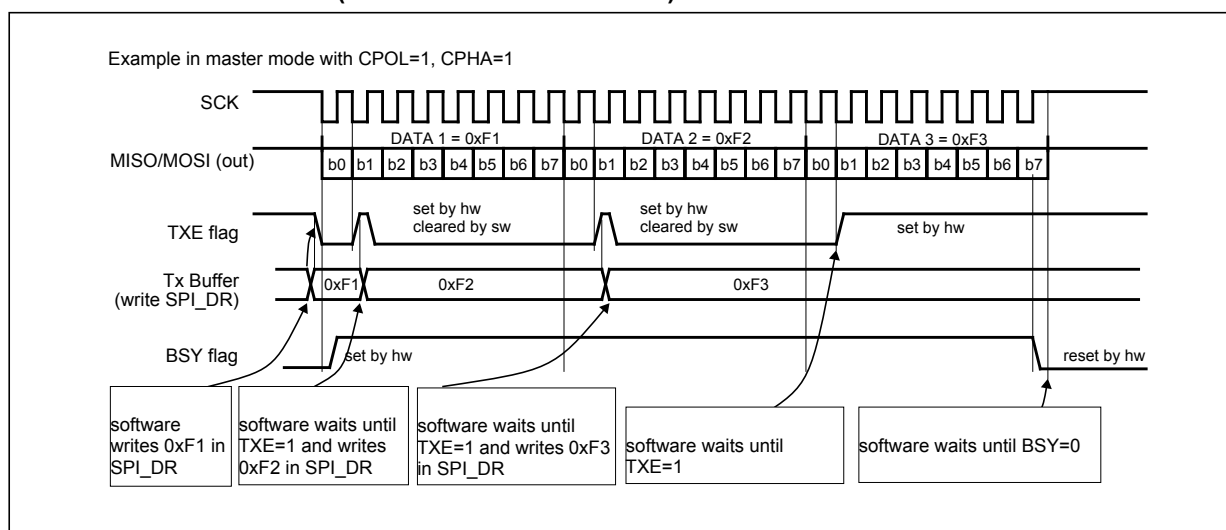 Example in master mode with CPOL=1, CPHA=1
SCK
DATA 1 = 0xF1
DATA 2 = 0xF2
DATA 3 = 0xF3
MISO/MOSI (out)
b0 b1 b2 b3 b4 b5 b6 b7 b0 b1 b2 b3 b4 b5 b6 b7 b0 b1 b2 b3 b4 b5 b6 b7
TXE flag
set by hw
cleared by sw
set by hw
cleared by sw
set by hw
Tx Buffer
(write SPI_DR)
0xF1
0xF2
0xF3
BSY flag
set by hw
reset by hw
software
writes 0xF1 in
SPI_DR
software waits until
TXE=1 and writes
0xF2 in SPI_DR
software waits until
TXE=1 and writes 0xF3
in SPI_DR
software waits until
TXE=1
software waits until BSY=0